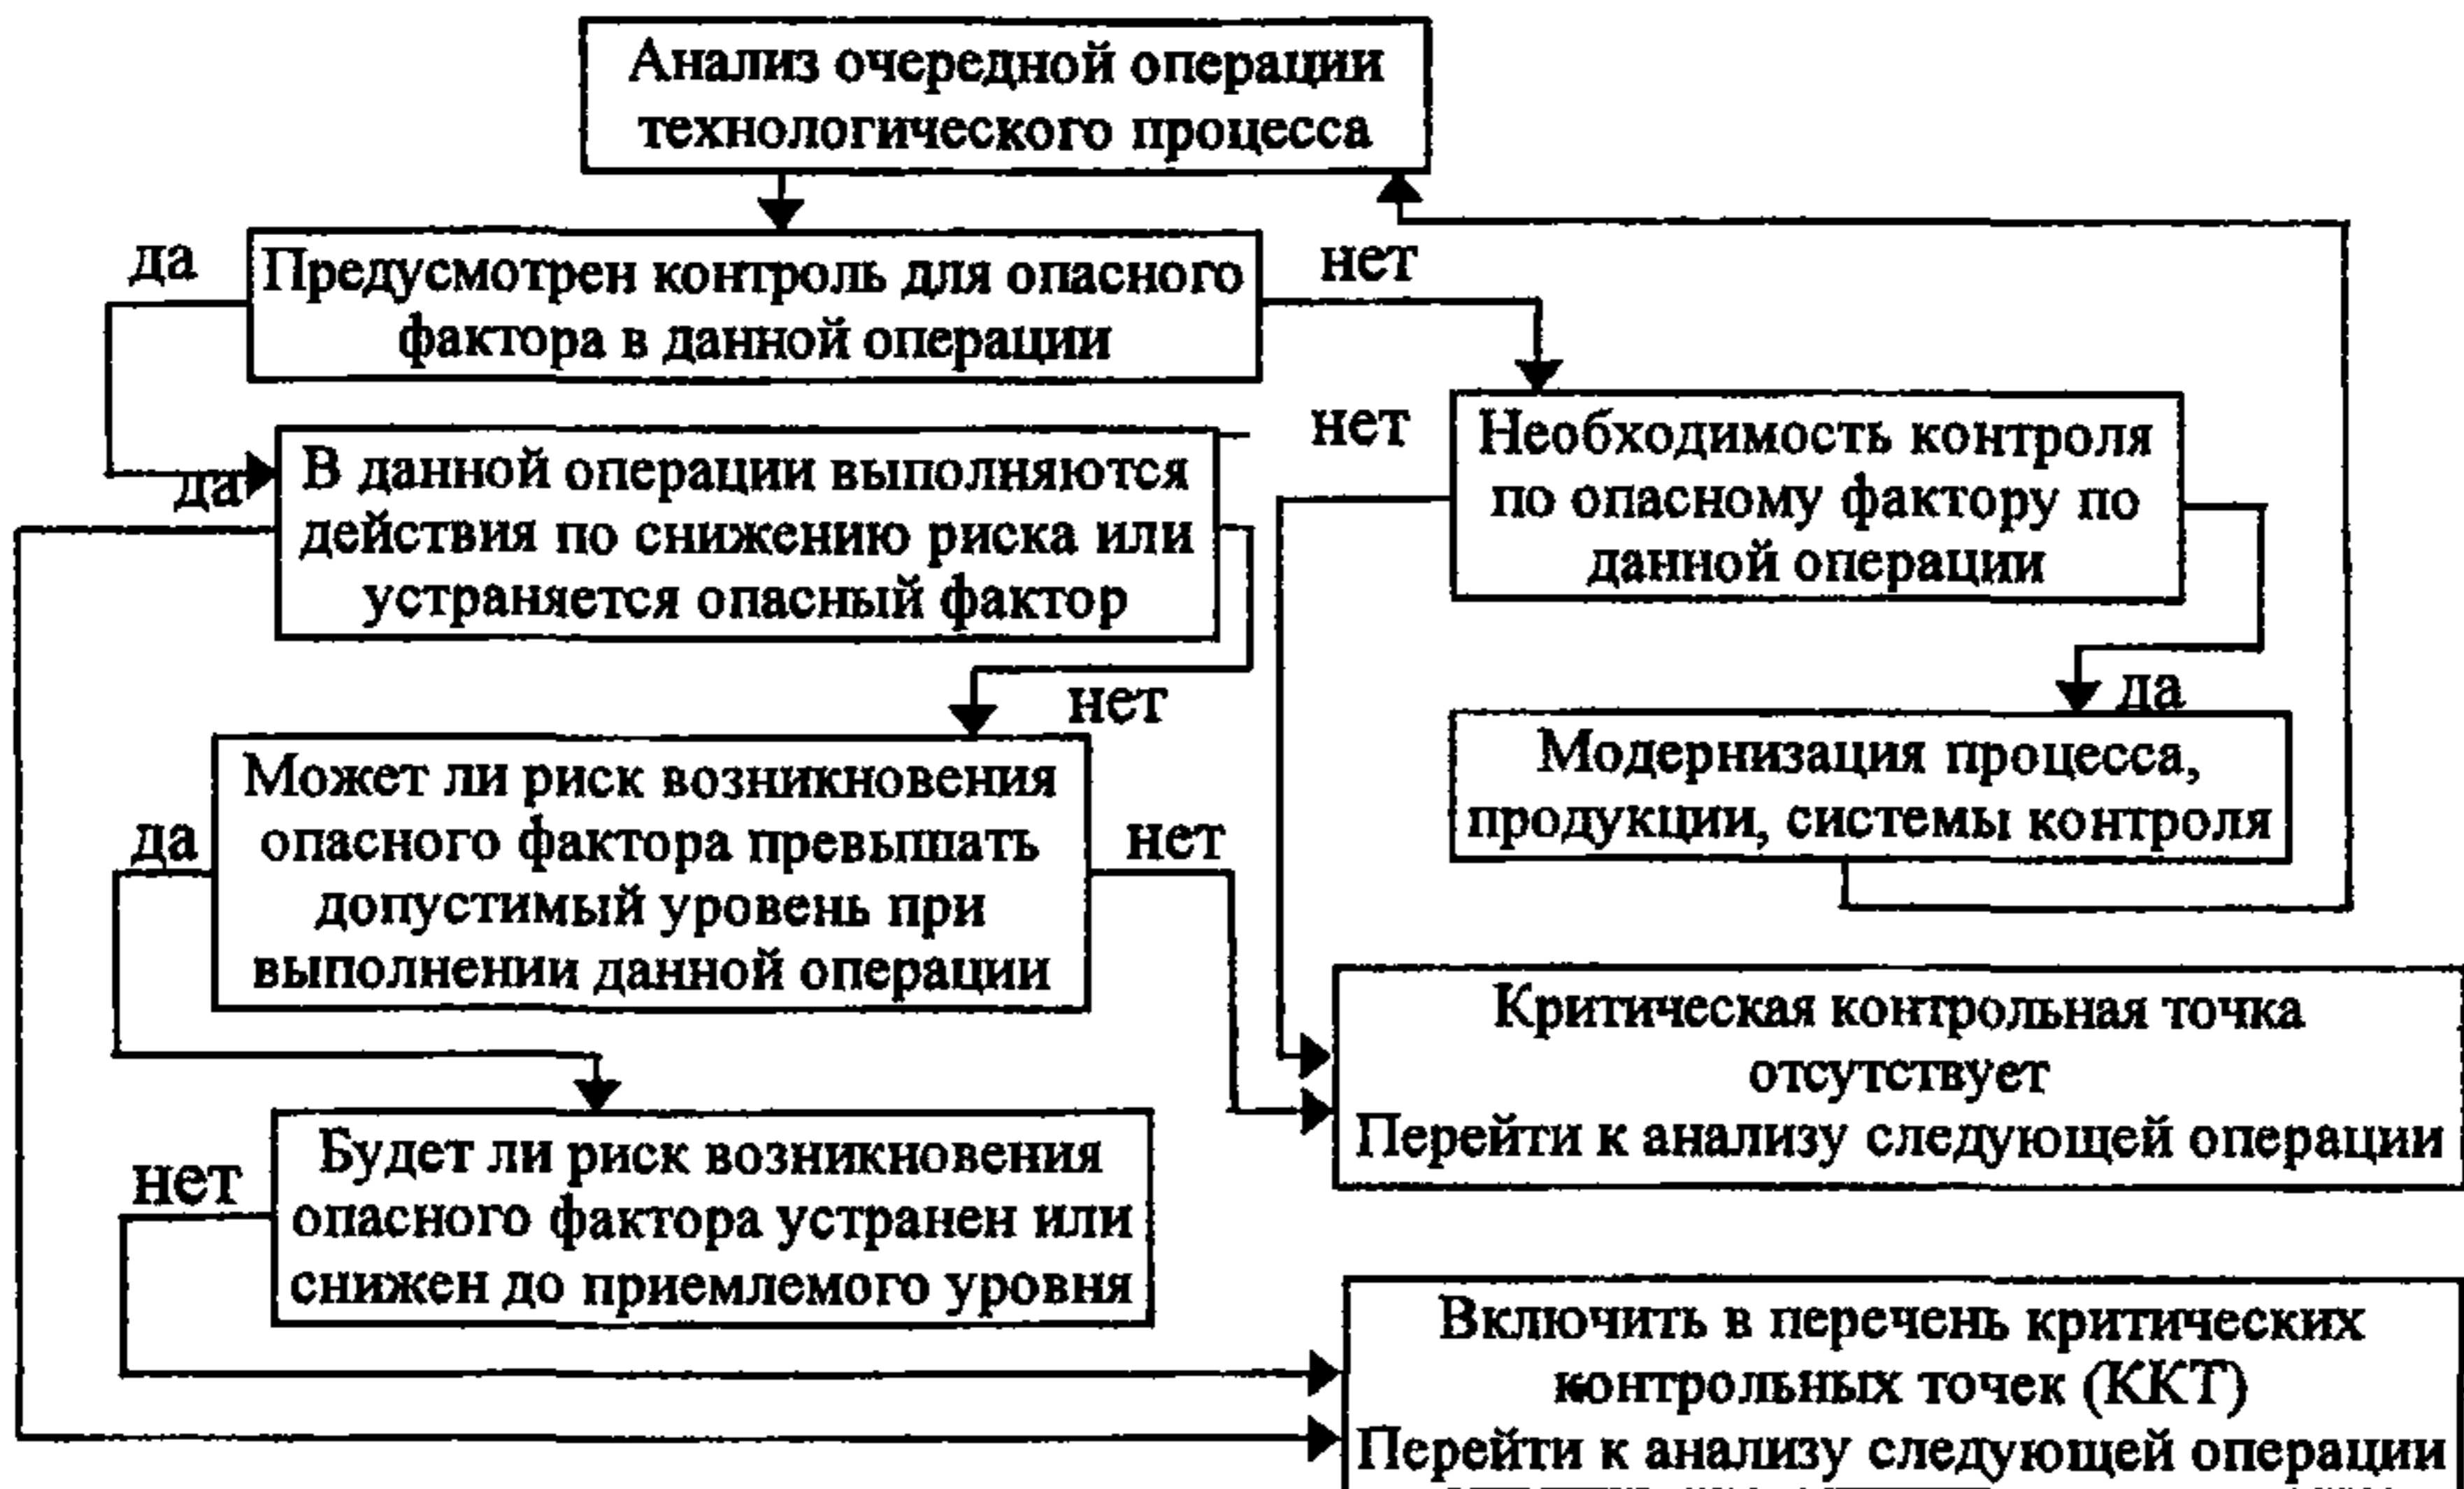 Анализ очередной операции
технологического процесса
да
Предусмотрен контроль для опасного
фактора в данной операции
нет
да
В данной операции выполняются
действия по снижению риска или
устраняется опасный фактор
нет
нет
Необходимость контроля
по опасному фактору по
данной операции
да
Модернизация процесса,
продукции, системы контроля
да
Может ли риск возникновения
опасного фактора превышать
допустимый уровень при
выполнении данной операции
нет
Критическая контрольная точка
отсутствует
Перейти к анализу следующей операции
нет
Будет ли риск возникновения
опасного фактора устранен или
снижен до приемлемого уровня
Включить в перечень критических
контрольных точек (ККТ)
Перейти к анализу следующей операции